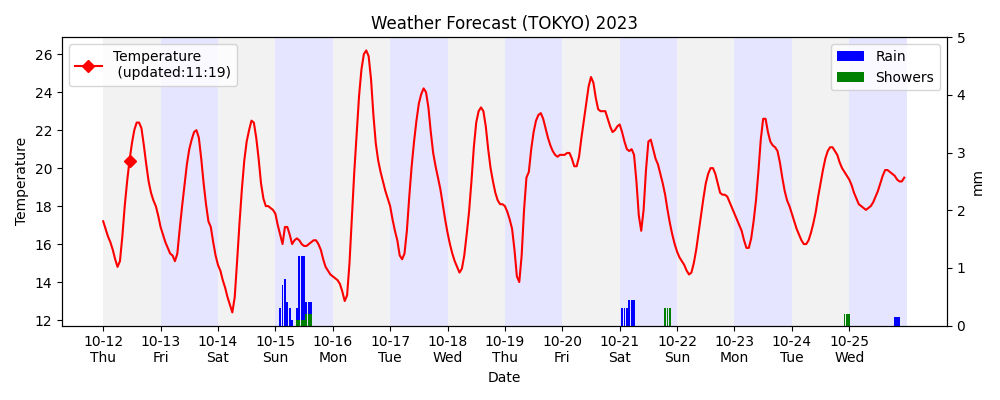 Weather Forecast (TOKYO) 2023
Temperature
(updated:11:19)
Rain
Showers
Temperature
26
24
22
20
18
16
14
12
5
4
3
2
1
0
mm
10-12 10-13 10-14 10-15 10-16 10-17 10-18 10-19 10-20 10-21 10-22 10-23 10-24 10-25
Thu Fri Sat Sun Mon Tue Wed Thu Fri Sat Sun Mon Tue Wed
Date